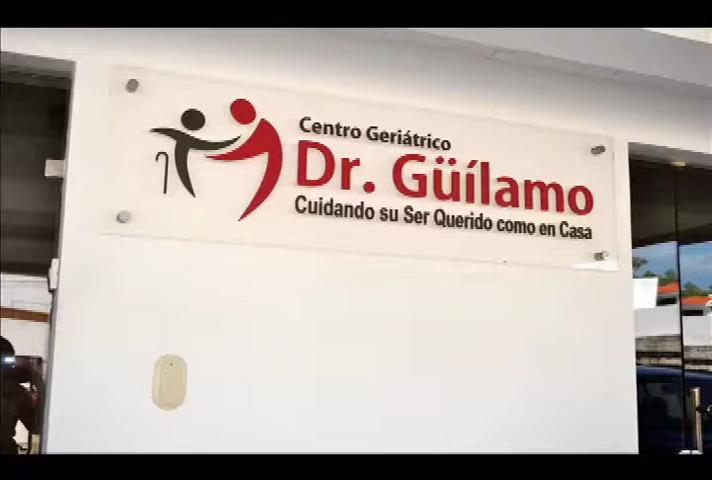 Centro Geriátrico
Dr. Güílamo
Cuidando su Ser Querido como en Casa